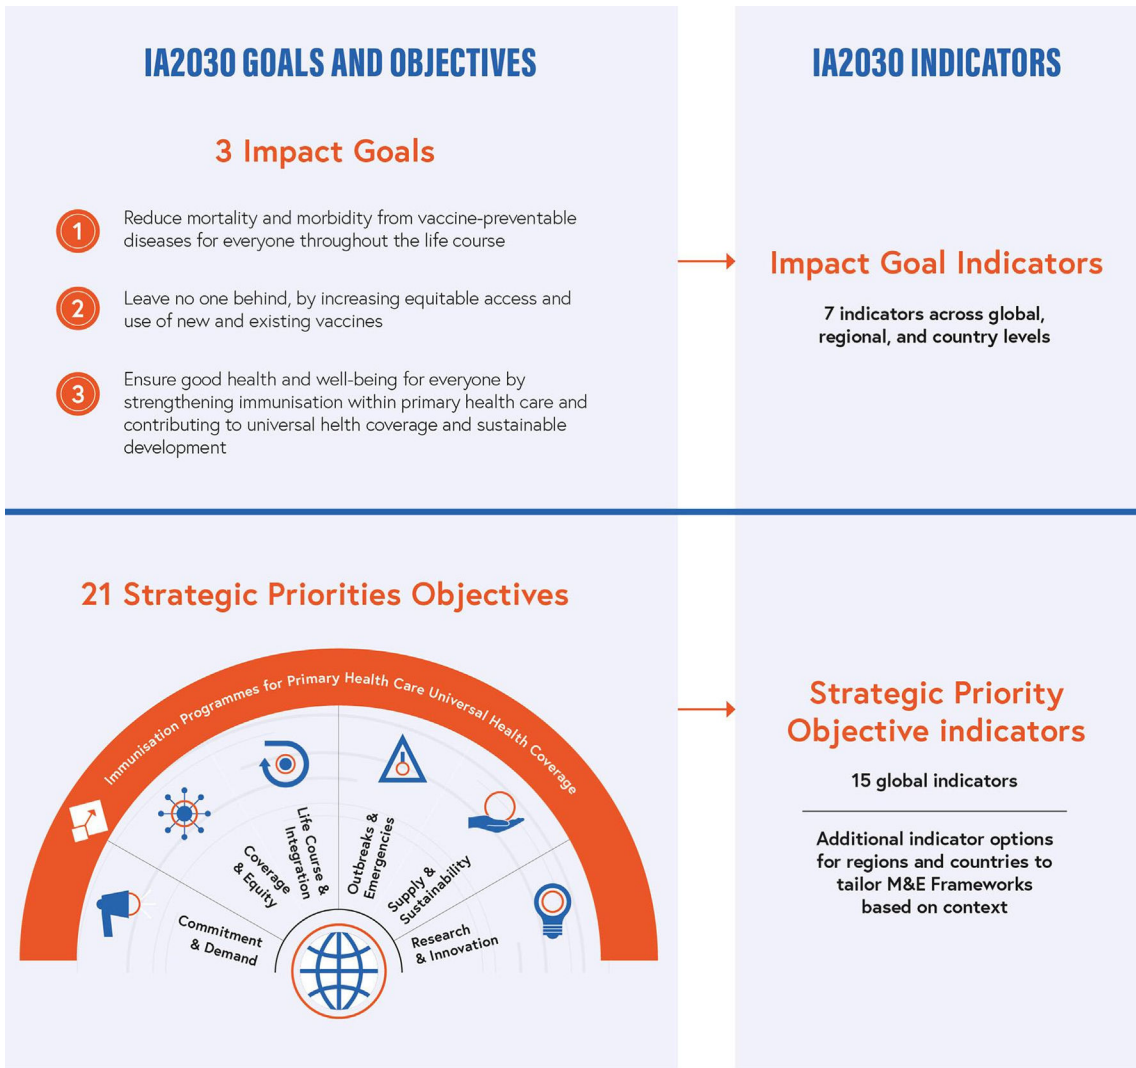 IA2030 GOALS AND OBJECTIVES
3 Impact Goals
1
Reduce mortality and morbidity from vaccine-preventable
diseases for everyone throughout the life course
2
Leave no one behind, by increasing equitable access and
use of new and existing vaccines
3
Ensure good health and well-being for everyone by
strengthening immunisation within primary health care and
contributing to universal helth coverage and sustainable
development
IA2030 INDICATORS
Impact Goal Indicators
7 indicators across global,
regional, and country levels
21 Strategic Priorities Objectives
Immunisation Programmes for Primary Health Care Universal Health Coverage
Commitment
& Demand
Coverage
& Equity
Life Course &
Integration
Outbreaks &
Emergencies
Supply &
Sustainability
Research
& Innovation
Strategic Priority
Objective indicators
15 global indicators
Additional indicator options
for regions and countries to
tailor M&E Frameworks
based on context